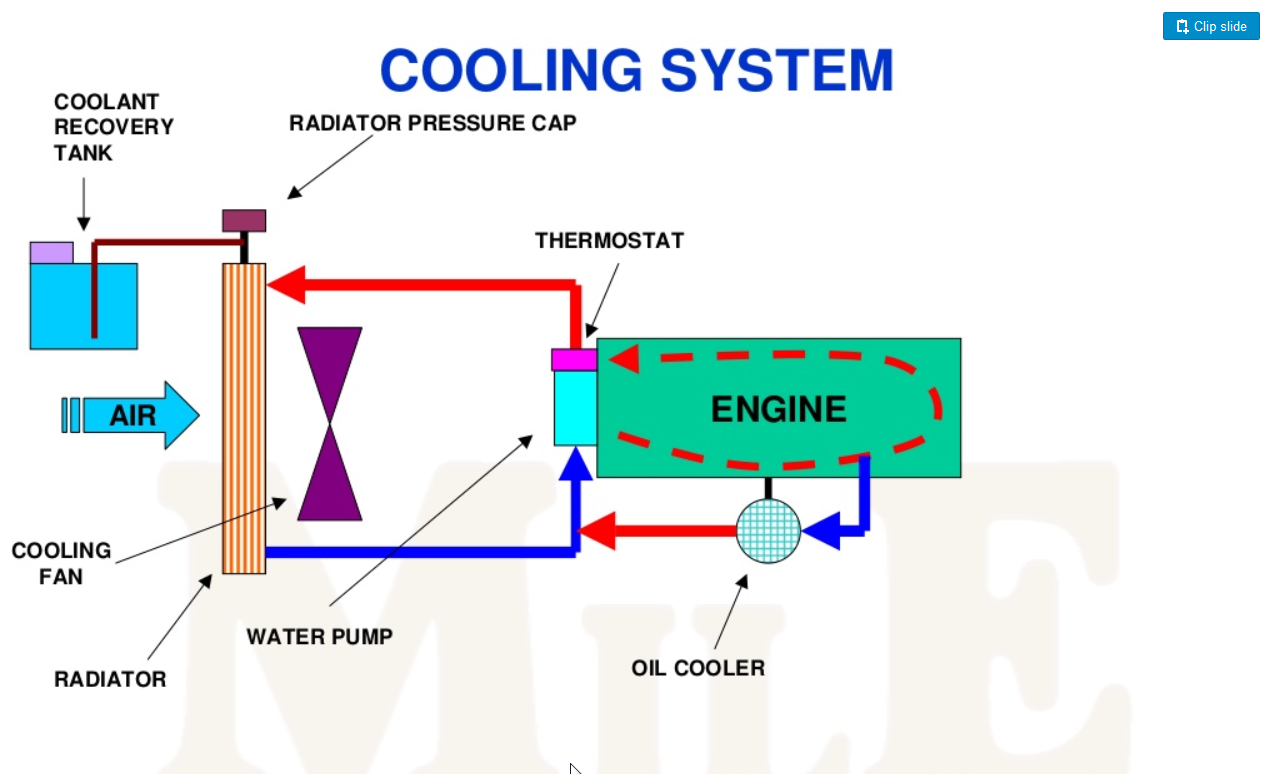 Clip slide
COOLING SYSTEM
COOLANT
RECOVERY
TANK
RADIATOR PRESSURE CAP
THERMOSTAT
AIR
ENGINE
COOLING
FAN
WATER PUMP
RADIATOR
OIL COOLER
MILE